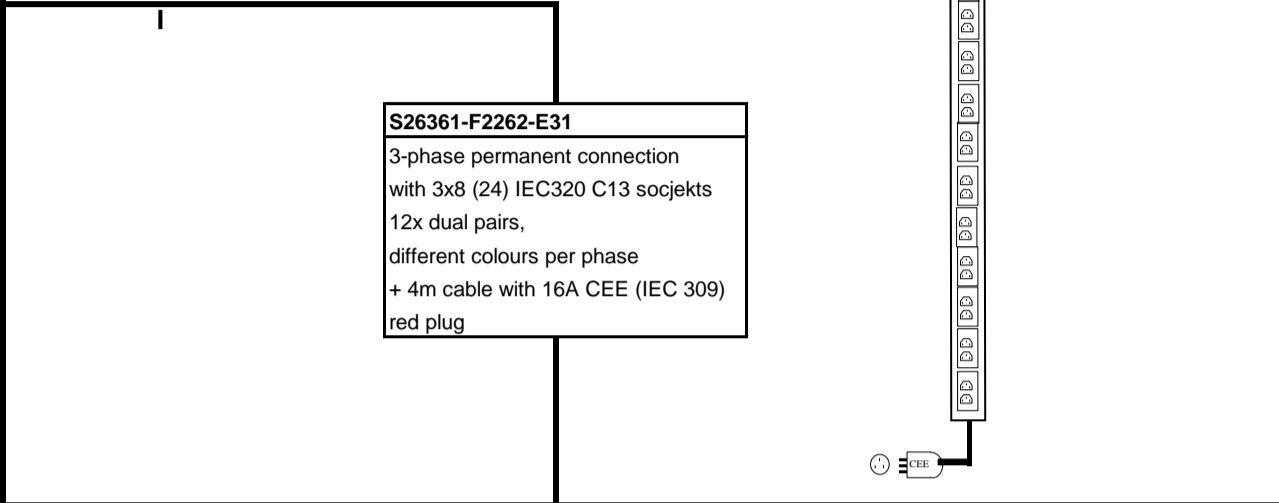 S26361-F2262-E31
3-phase permanent connection
with 3x8 (24) IEC320 C13 socjekts
12x dual pairs,
different colours per phase
+ 4m cable with 16A CEE (IEC 309)
red plug
CEE